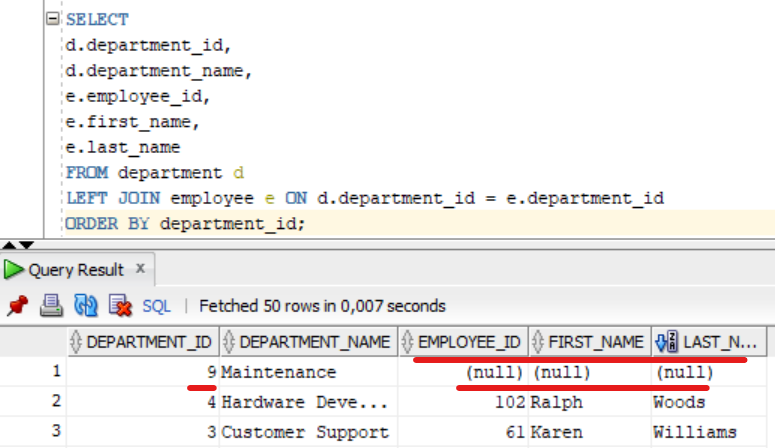 SELECT
d.department_id,
d.department_name,
e.employee_id,
e.first_name,
e.last_name
FROM department d
LEFT JOIN employee e ON d.department_id = e.department_id
ORDER BY department_id;
Query Result x
SQL | Fetched 50 rows in 0,007 seconds
DEPARTMENT_ID DEPARTMENT_NAME EMPLOYEE_ID FIRST_NAME LAST_N...
1 9 Maintenance (null) (null) (null)
2 4 Hardware Deve... 102 Ralph Woods
3 3 Customer Support 61 Karen Williams